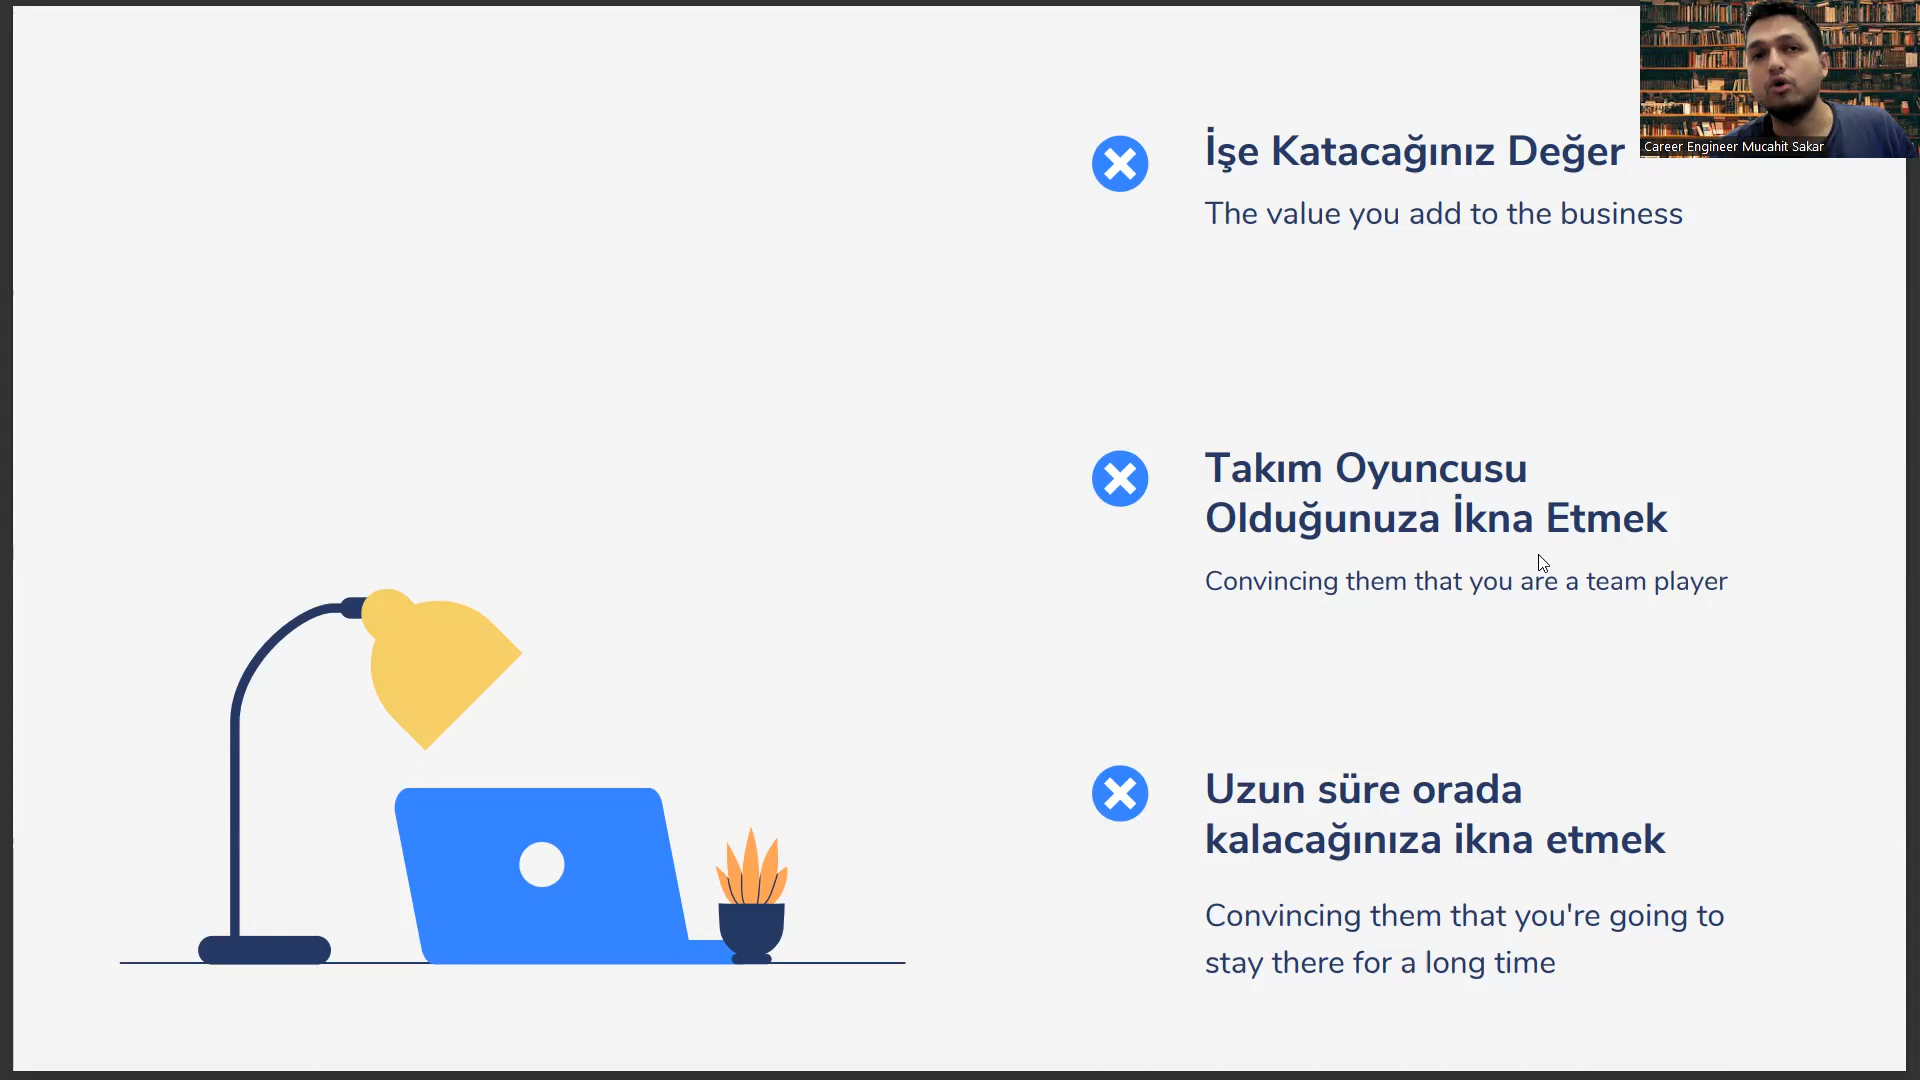 İşe Katacağınız Değer
The value you add to the business
Career Engineer Mucahit Sakar
Takım Oyuncusu
Olduğunuza İkna Etmek
Convincing them that you are a team player
Uzun süre orada
kalacağınıza ikna etmek
Convincing them that you're going to
stay there for a long time